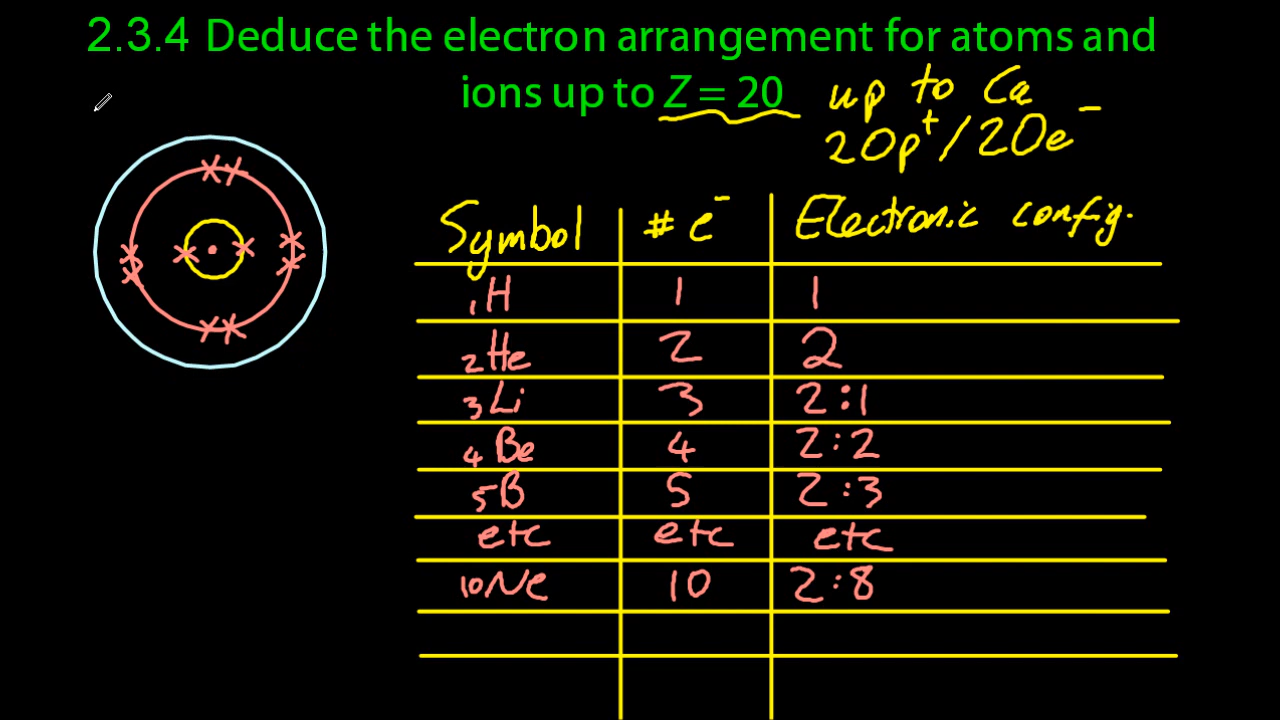 2.3.4 Deduce the electron arrangement for atoms and
ions up to Z = 20 up to Ca
20p⁺/20e⁻
Symbol # e⁻ Electronic config.
₁H 1 1
₂He 2 2
₃Li 3 2:1
₄Be 4 2:2
₅B 5 2:3
etc etc etc
₁₀Ne 10 2:8